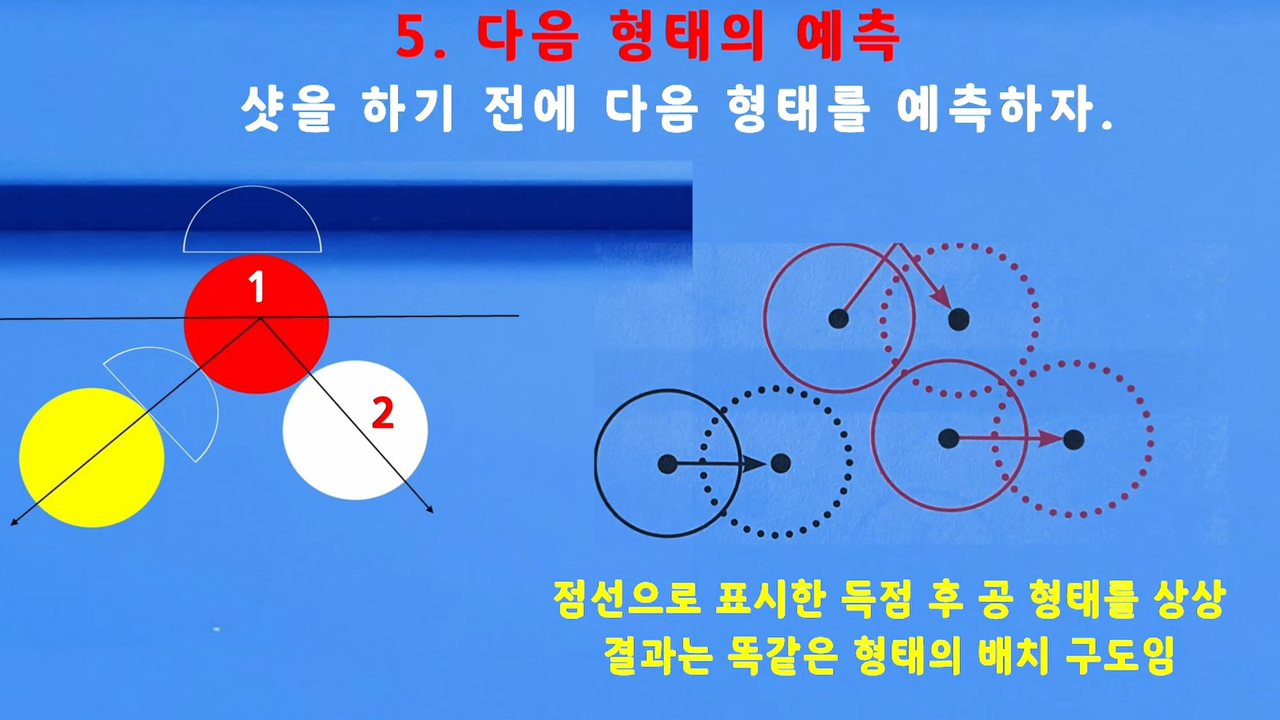 5. 다음 형태의 예측
샷을 하기 전에 다음 형태를 예측하자.
1
2
점선으로 표시한 득점 후 공 형태를 상상
결과는 똑같은 형태의 배치 구도임